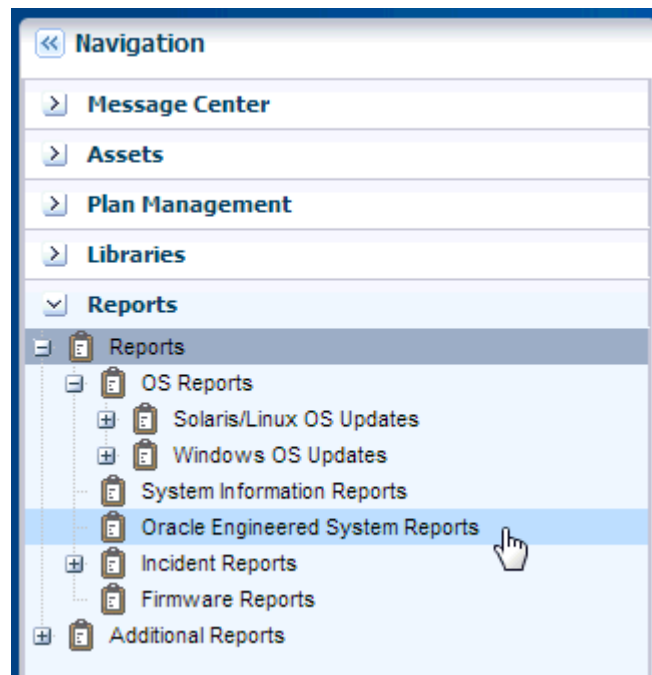 Navigation
Message Center
Assets
Plan Management
Libraries
Reports
Reports
OS Reports
Solaris/Linux OS Updates
Windows OS Updates
System Information Reports
Oracle Engineered System Reports
Incident Reports
Firmware Reports
Additional Reports